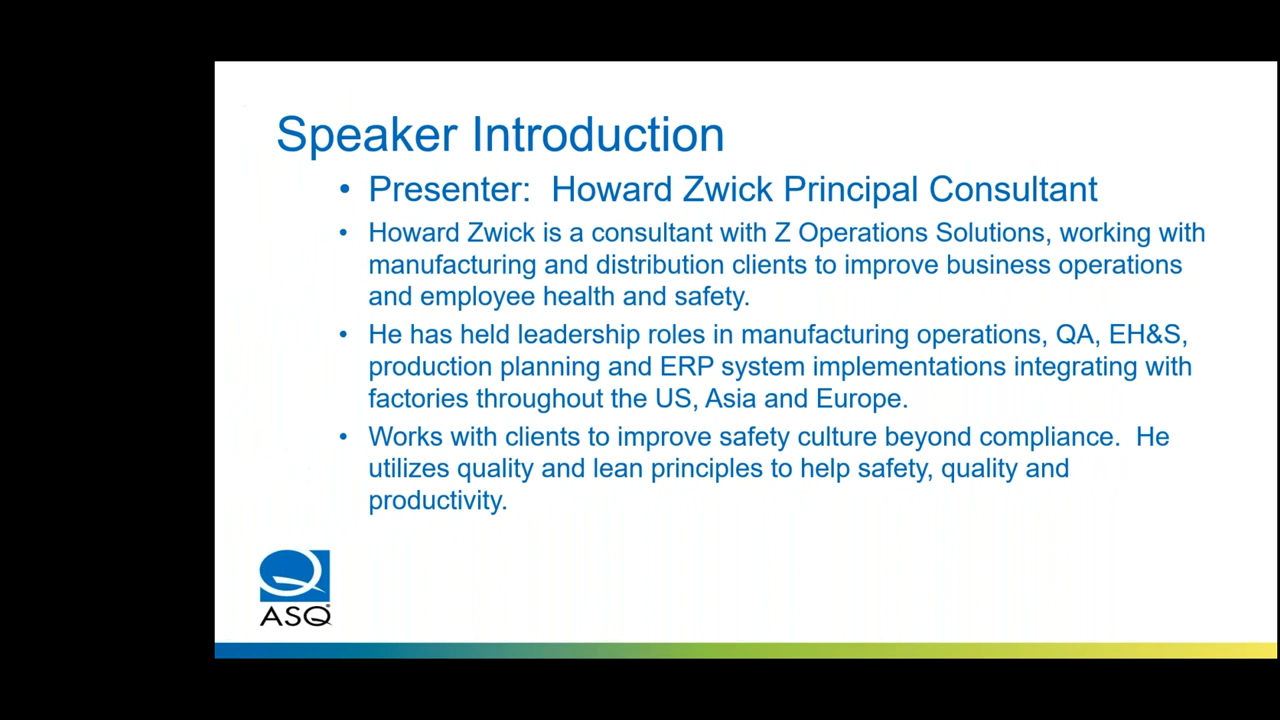 Speaker Introduction
• Presenter:  Howard Zwick Principal Consultant
• Howard Zwick is a consultant with Z Operations Solutions, working with
manufacturing and distribution clients to improve business operations
and employee health and safety.
• He has held leadership roles in manufacturing operations, QA, EH&S,
production planning and ERP system implementations integrating with
factories throughout the US, Asia and Europe.
• Works with clients to improve safety culture beyond compliance.  He
utilizes quality and lean principles to help safety, quality and
productivity.
ASQ®